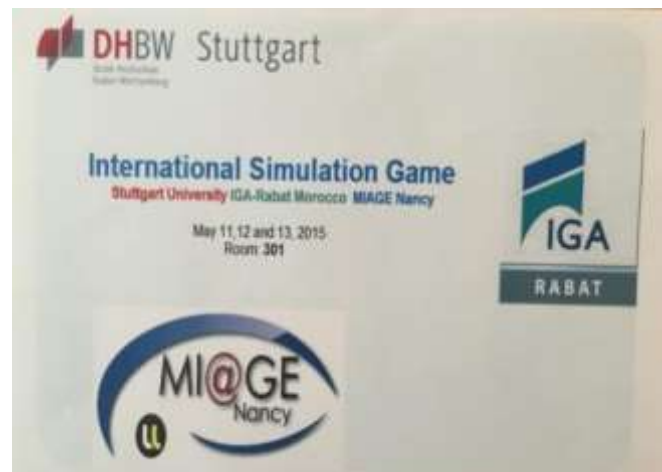 DHBW Stuttgart
International Simulation Game
Stuttgart University IGA-Rabat Morocco MIAGE Nancy
May 11,12 and 13, 2015
Room: 301
IGA
RABAT
MI@GE
Nancy